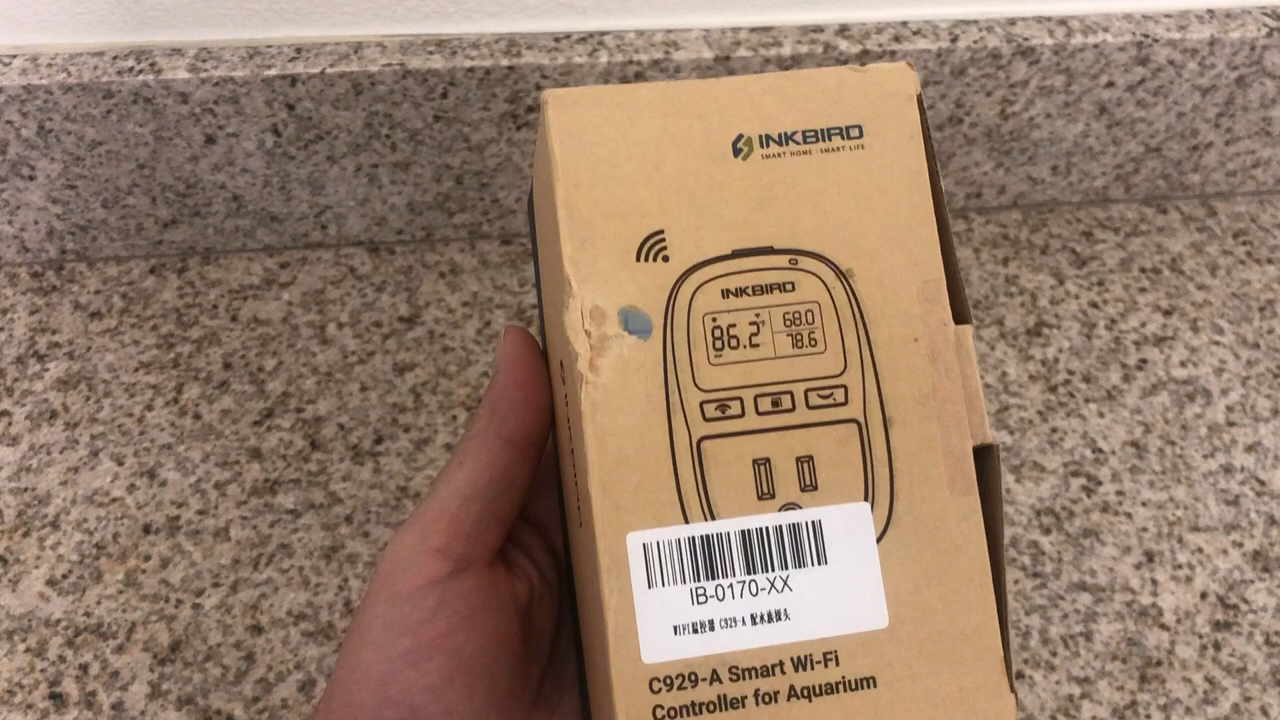 INKBIRD
SMART HOME · SMART LIFE
INKBIRD
86.2°F
68.0
78.6
IB-0170-XX
WIFI温控器 C929-A 配水族探头
C929-A Smart Wi-Fi
Controller for Aquarium